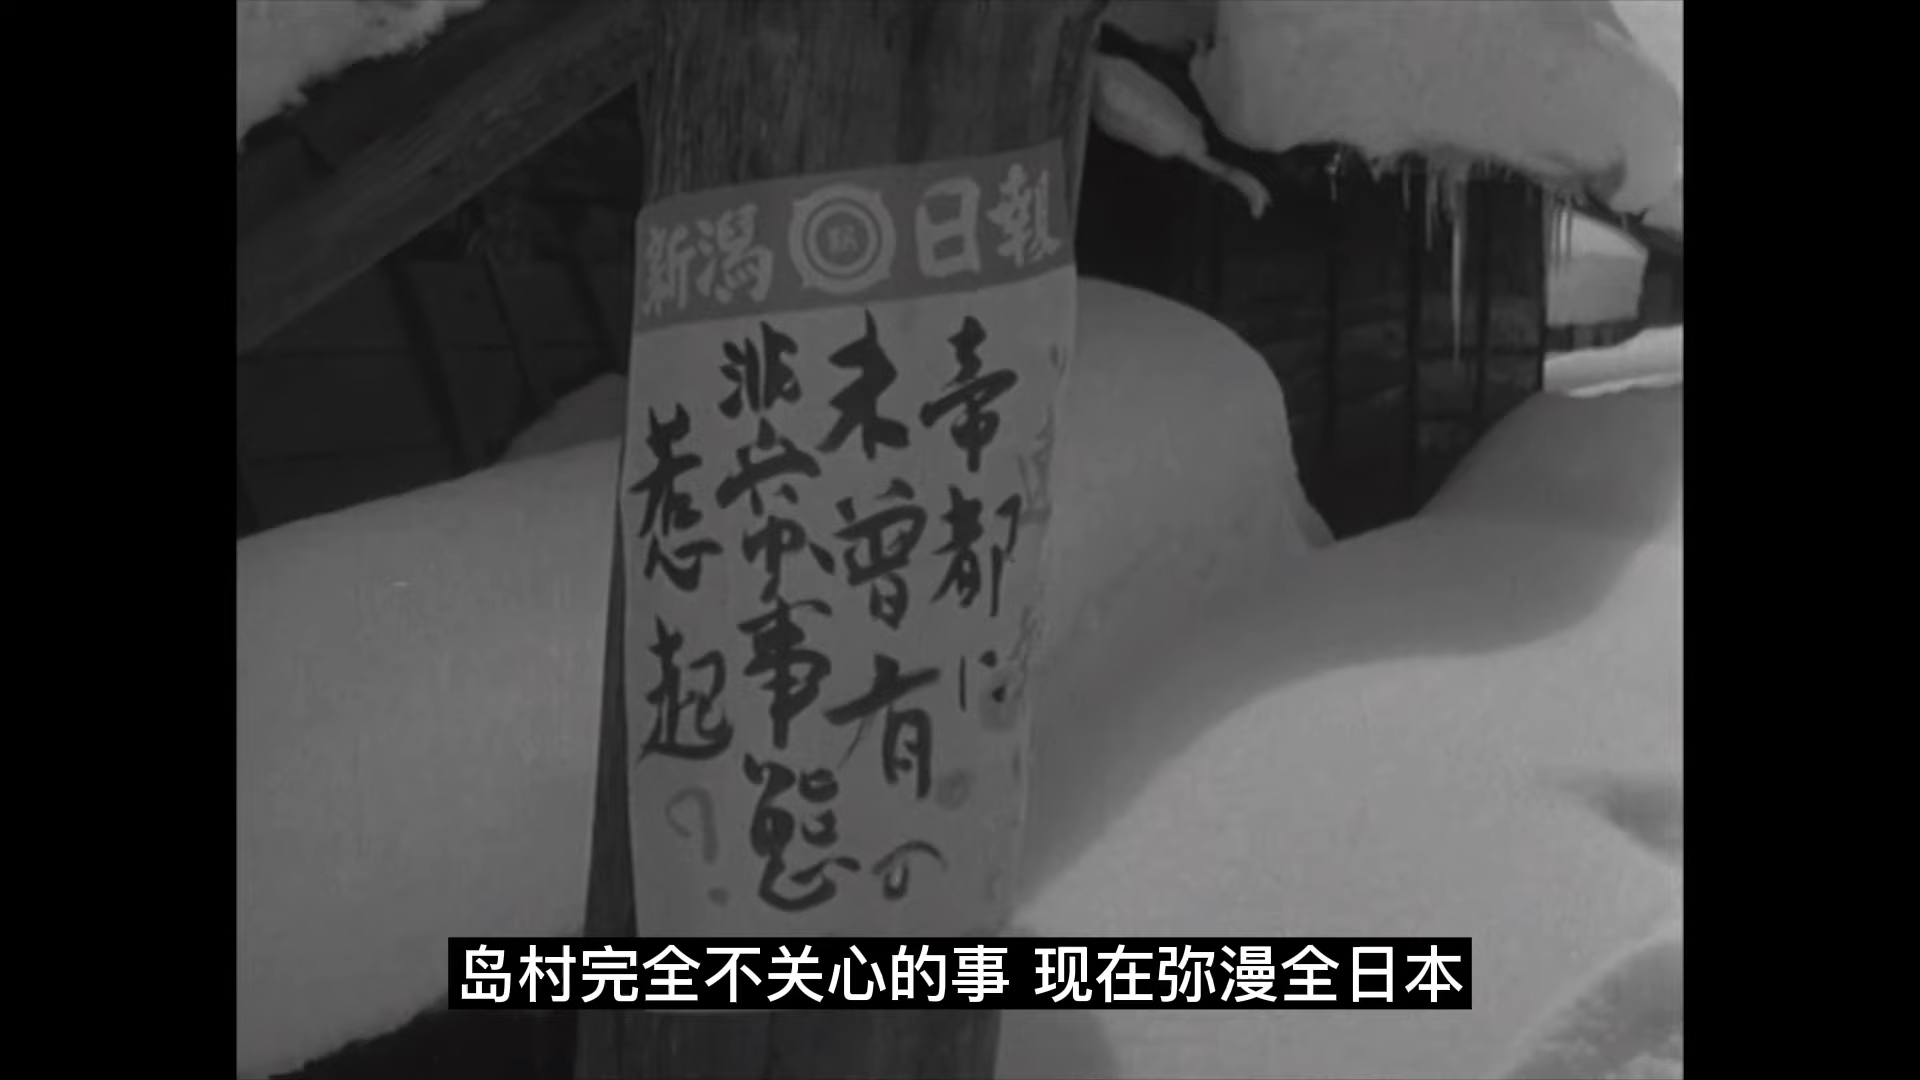 新潟日報
帝都に
未曾有の
非常事態
惹起?
岛村完全不关心的事 现在弥漫全日本